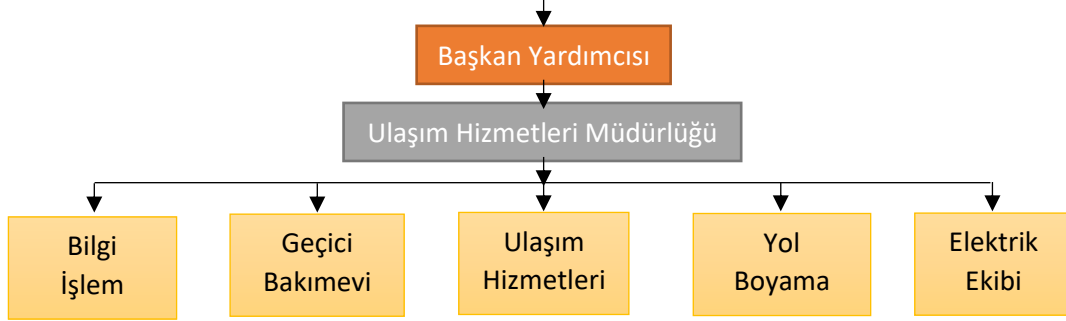 Başkan Yardımcısı
Ulaşım Hizmetleri Müdürlüğü
Bilgi
İşlem
Geçici
Bakımevi
Ulaşım
Hizmetleri
Yol
Boyama
Elektrik
Ekibi